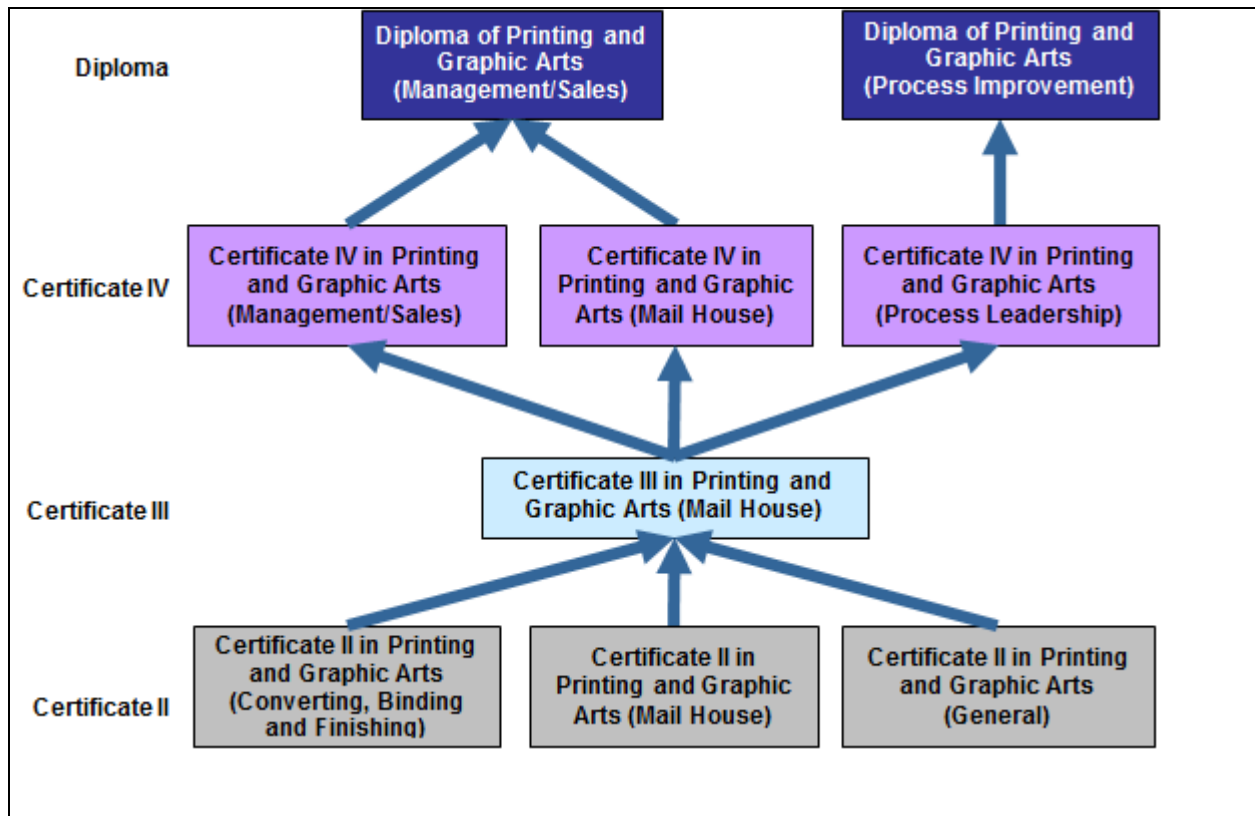 Diploma
Diploma of Printing and
Graphic Arts
(Management/Sales)
Diploma of Printing and
Graphic Arts
(Process Improvement)
Certificate IV
Certificate IV in Printing
and Graphic Arts
(Management/Sales)
Certificate IV in
Printing and Graphic
Arts (Mail House)
Certificate IV in Printing
and Graphic Arts
(Process Leadership)
Certificate III
Certificate III in Printing and
Graphic Arts (Mail House)
Certificate II
Certificate II in Printing
and Graphic Arts
(Converting, Binding
and Finishing)
Certificate II in
Printing and Graphic
Arts (Mail House)
Certificate II in Printing
and Graphic Arts
(General)